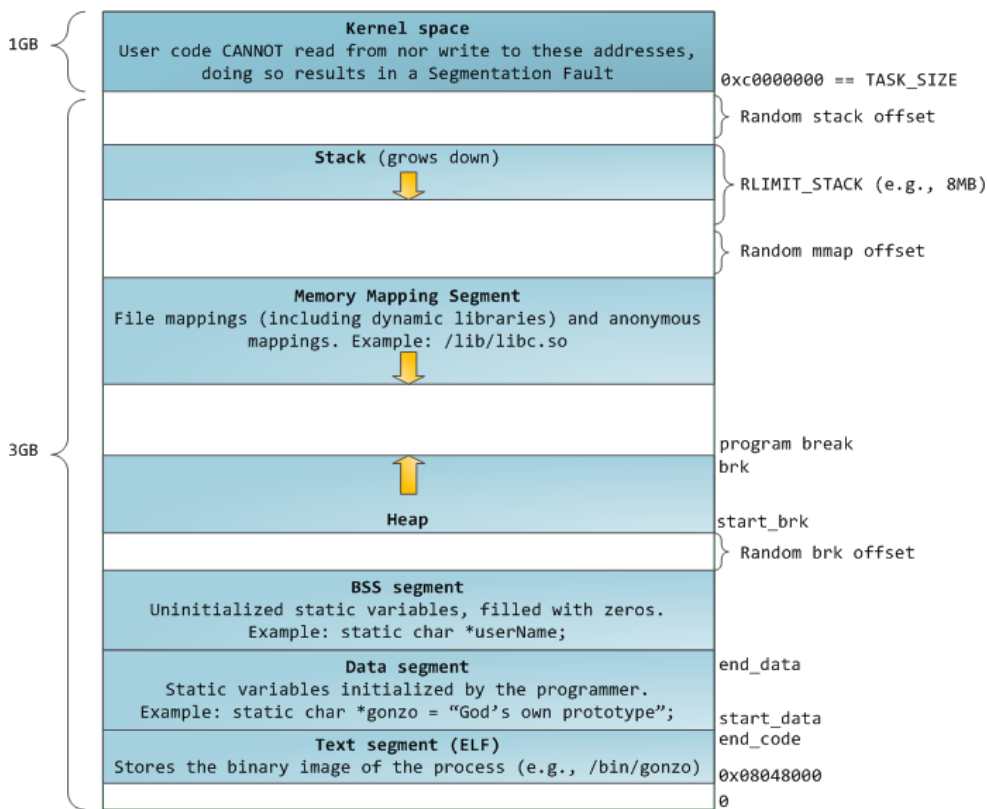 Kernel space
1GB
User code CANNOT read from nor write to these addresses,
doing so results in a Segmentation Fault
0xc0000000 == TASK_SIZE
Random stack offset
Stack (grows down)
RLIMIT_STACK (e.g., 8MB)
Random mmap offset
Memory Mapping Segment
File mappings (including dynamic libraries) and anonymous
mappings. Example: /lib/libc.so
3GB
program break
brk
Heap
start_brk
Random brk offset
BSS segment
Uninitialized static variables, filled with zeros.
Example: static char *userName;
Data segment
end_data
Static variables initialized by the programmer.
Example: static char *gonzo = “God’s own prototype”;
start_data
end_code
Text segment (ELF)
Stores the binary image of the process (e.g., /bin/gonzo)
0x08048000
0